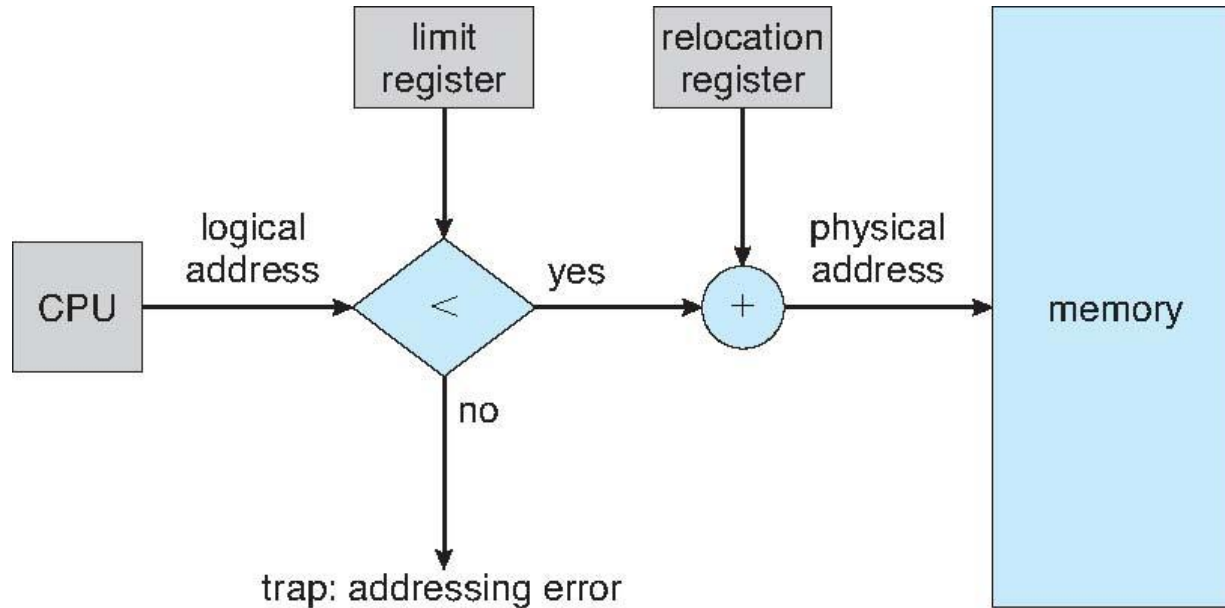 limit
register
relocation
register
logical
address
physical
address
CPU
<
yes
+
memory
no
trap: addressing error